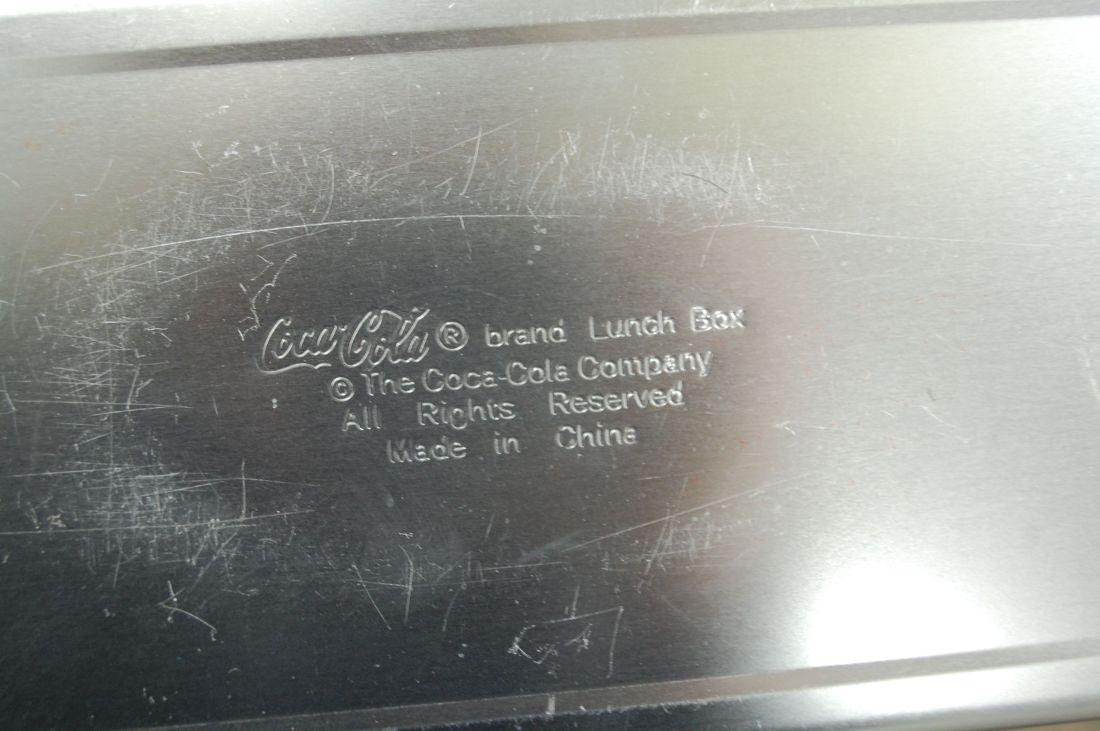 Coca-Cola® brand Lunch Box
© The Coca-Cola Company
All Rights Reserved
Made in China